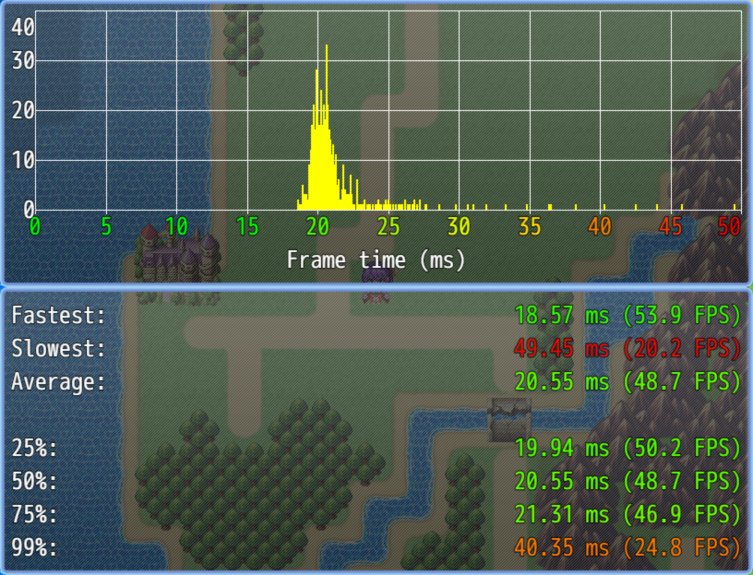 40
30
20
10
0
0 5 10 15 20 25 30 35 40 45 50
Frame time (ms)
Fastest: 18.57 ms (53.9 FPS)
Slowest: 49.45 ms (20.2 FPS)
Average: 20.55 ms (48.7 FPS)
25%: 19.94 ms (50.2 FPS)
50%: 20.55 ms (48.7 FPS)
75%: 21.31 ms (46.9 FPS)
99%: 40.35 ms (24.8 FPS)